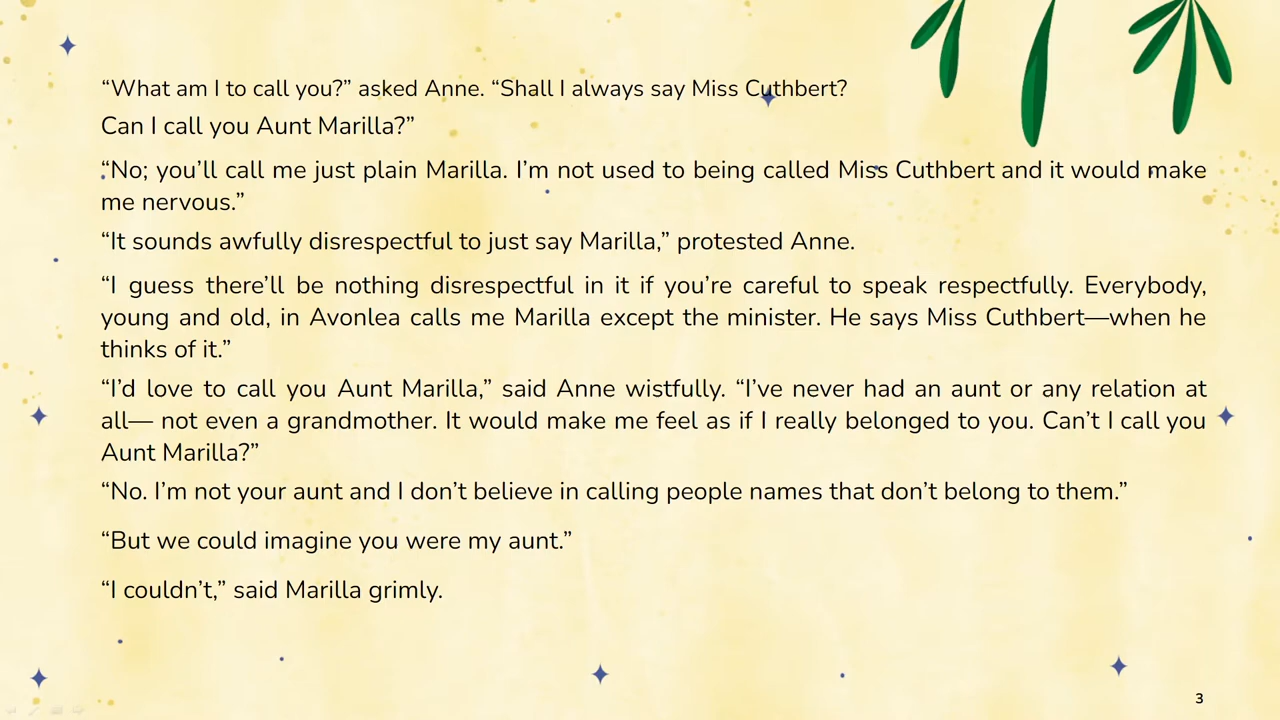 “What am I to call you?” asked Anne. “Shall I always say Miss Cuthbert?
Can I call you Aunt Marilla?”
“No; you’ll call me just plain Marilla. I’m not used to being called Miss Cuthbert and it would make
me nervous.”
“It sounds awfully disrespectful to just say Marilla,” protested Anne.
“I guess there’ll be nothing disrespectful in it if you’re careful to speak respectfully. Everybody,
young and old, in Avonlea calls me Marilla except the minister. He says Miss Cuthbert—when he
thinks of it.”
“I’d love to call you Aunt Marilla,” said Anne wistfully. “I’ve never had an aunt or any relation at
all— not even a grandmother. It would make me feel as if I really belonged to you. Can’t I call you
Aunt Marilla?”
“No. I’m not your aunt and I don’t believe in calling people names that don’t belong to them.”
“But we could imagine you were my aunt.”
“I couldn’t,” said Marilla grimly.
3